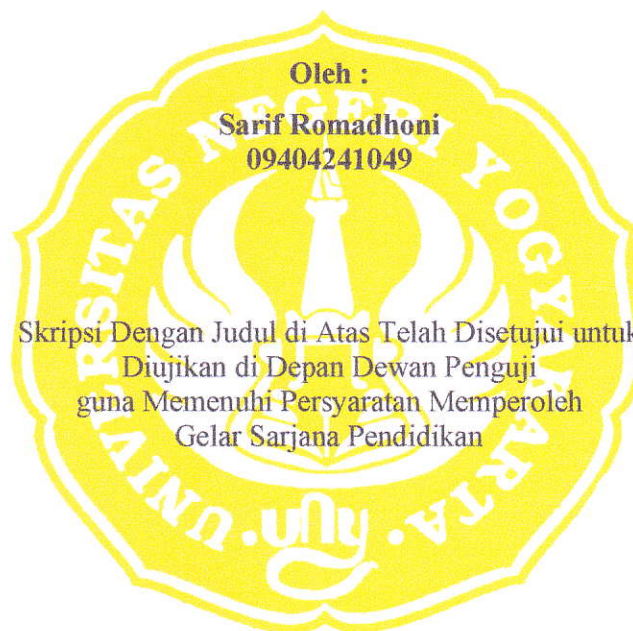 Oleh :
Sarif Romadhoni
09404241049
Skripsi Dengan Judul di Atas Telah Disetujui untuk
Diujikan di Depan Dewan Penguji
guna Memenuhi Persyaratan Memperoleh
Gelar Sarjana Pendidikan
UNIVERSITAS NEGERI YOGYAKARTA
uny